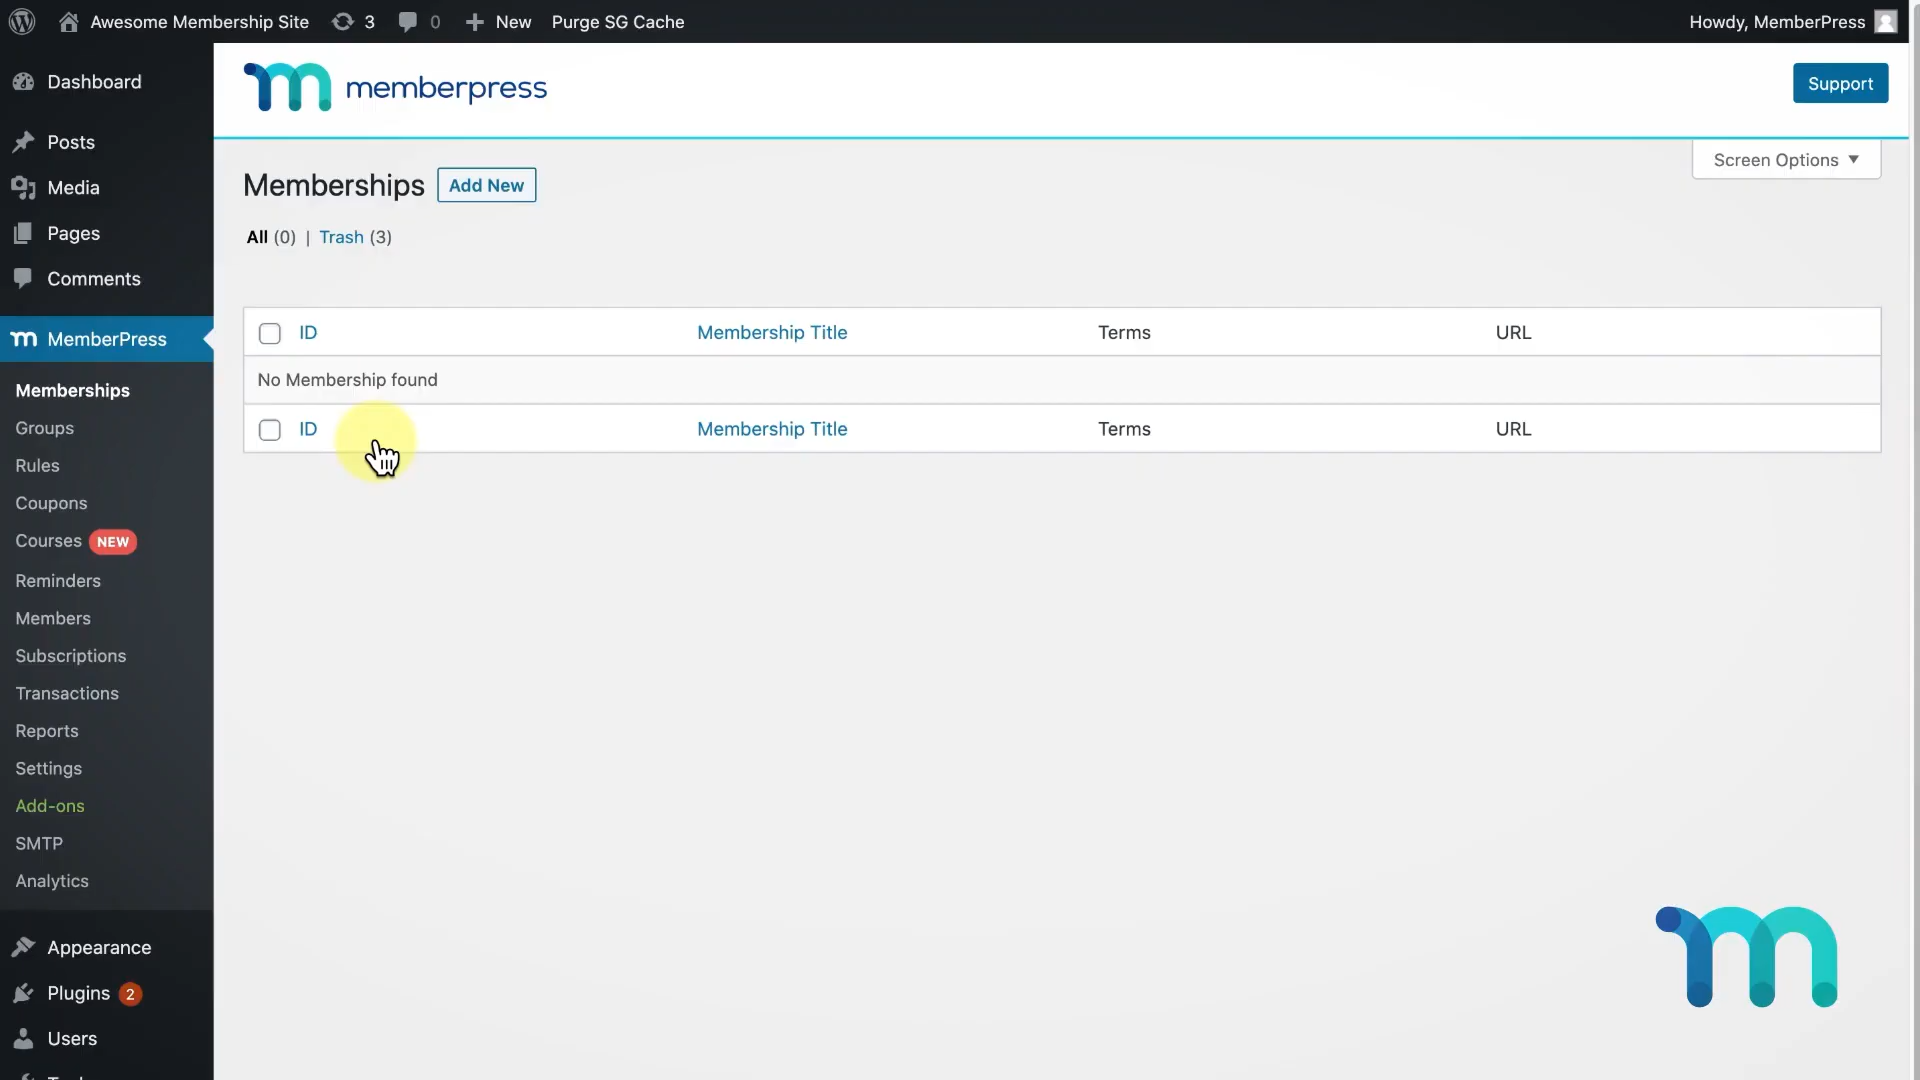 Awesome Membership Site 3 0 New Purge SG Cache Howdy, MemberPress
Dashboard
Posts
Media
Pages
Comments
MemberPress
Memberships
Groups
Rules
Coupons
Courses NEW
Reminders
Members
Subscriptions
Transactions
Reports
Settings
Add-ons
SMTP
Analytics
Appearance
Plugins 2
Users
memberpress
Support
Screen Options
Memberships Add New
All (0) | Trash (3)
ID Membership Title Terms URL
No Membership found
ID Membership Title Terms URL